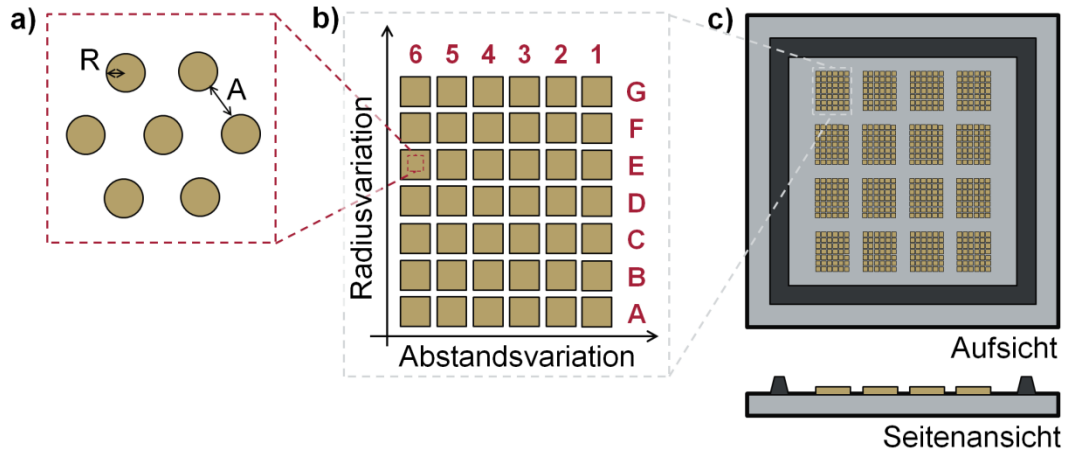 a)
R
A
b)
6 5 4 3 2 1
G
F
E
D
C
B
A
Radiusvariation
Abstandsvariation
c)
Aufsicht
Seitenansicht